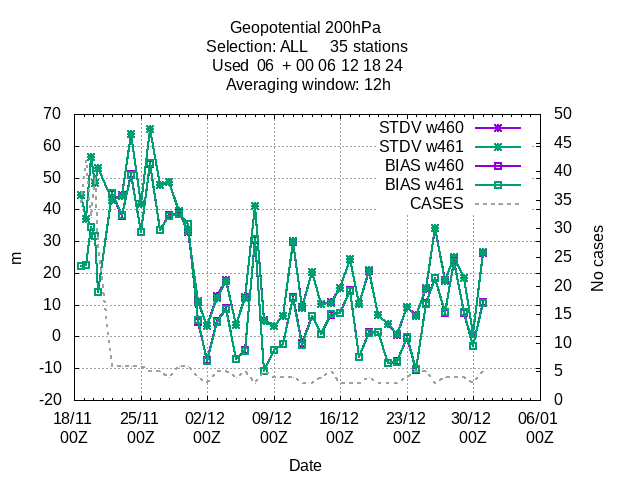 Geopotential 200hPa
Selection: ALL 35 stations
Used 06 + 00 06 12 18 24
Averaging window: 12h
70
60
50
40
30
20
10
0
-10
-20
m
50
45
40
35
30
25
20
15
10
5
0
No cases
STDV w460
STDV w461
BIAS w460
BIAS w461
CASES
18/11 25/11 02/12 09/12 16/12 23/12 30/12 06/01
00Z 00Z 00Z 00Z 00Z 00Z 00Z 00Z
Date